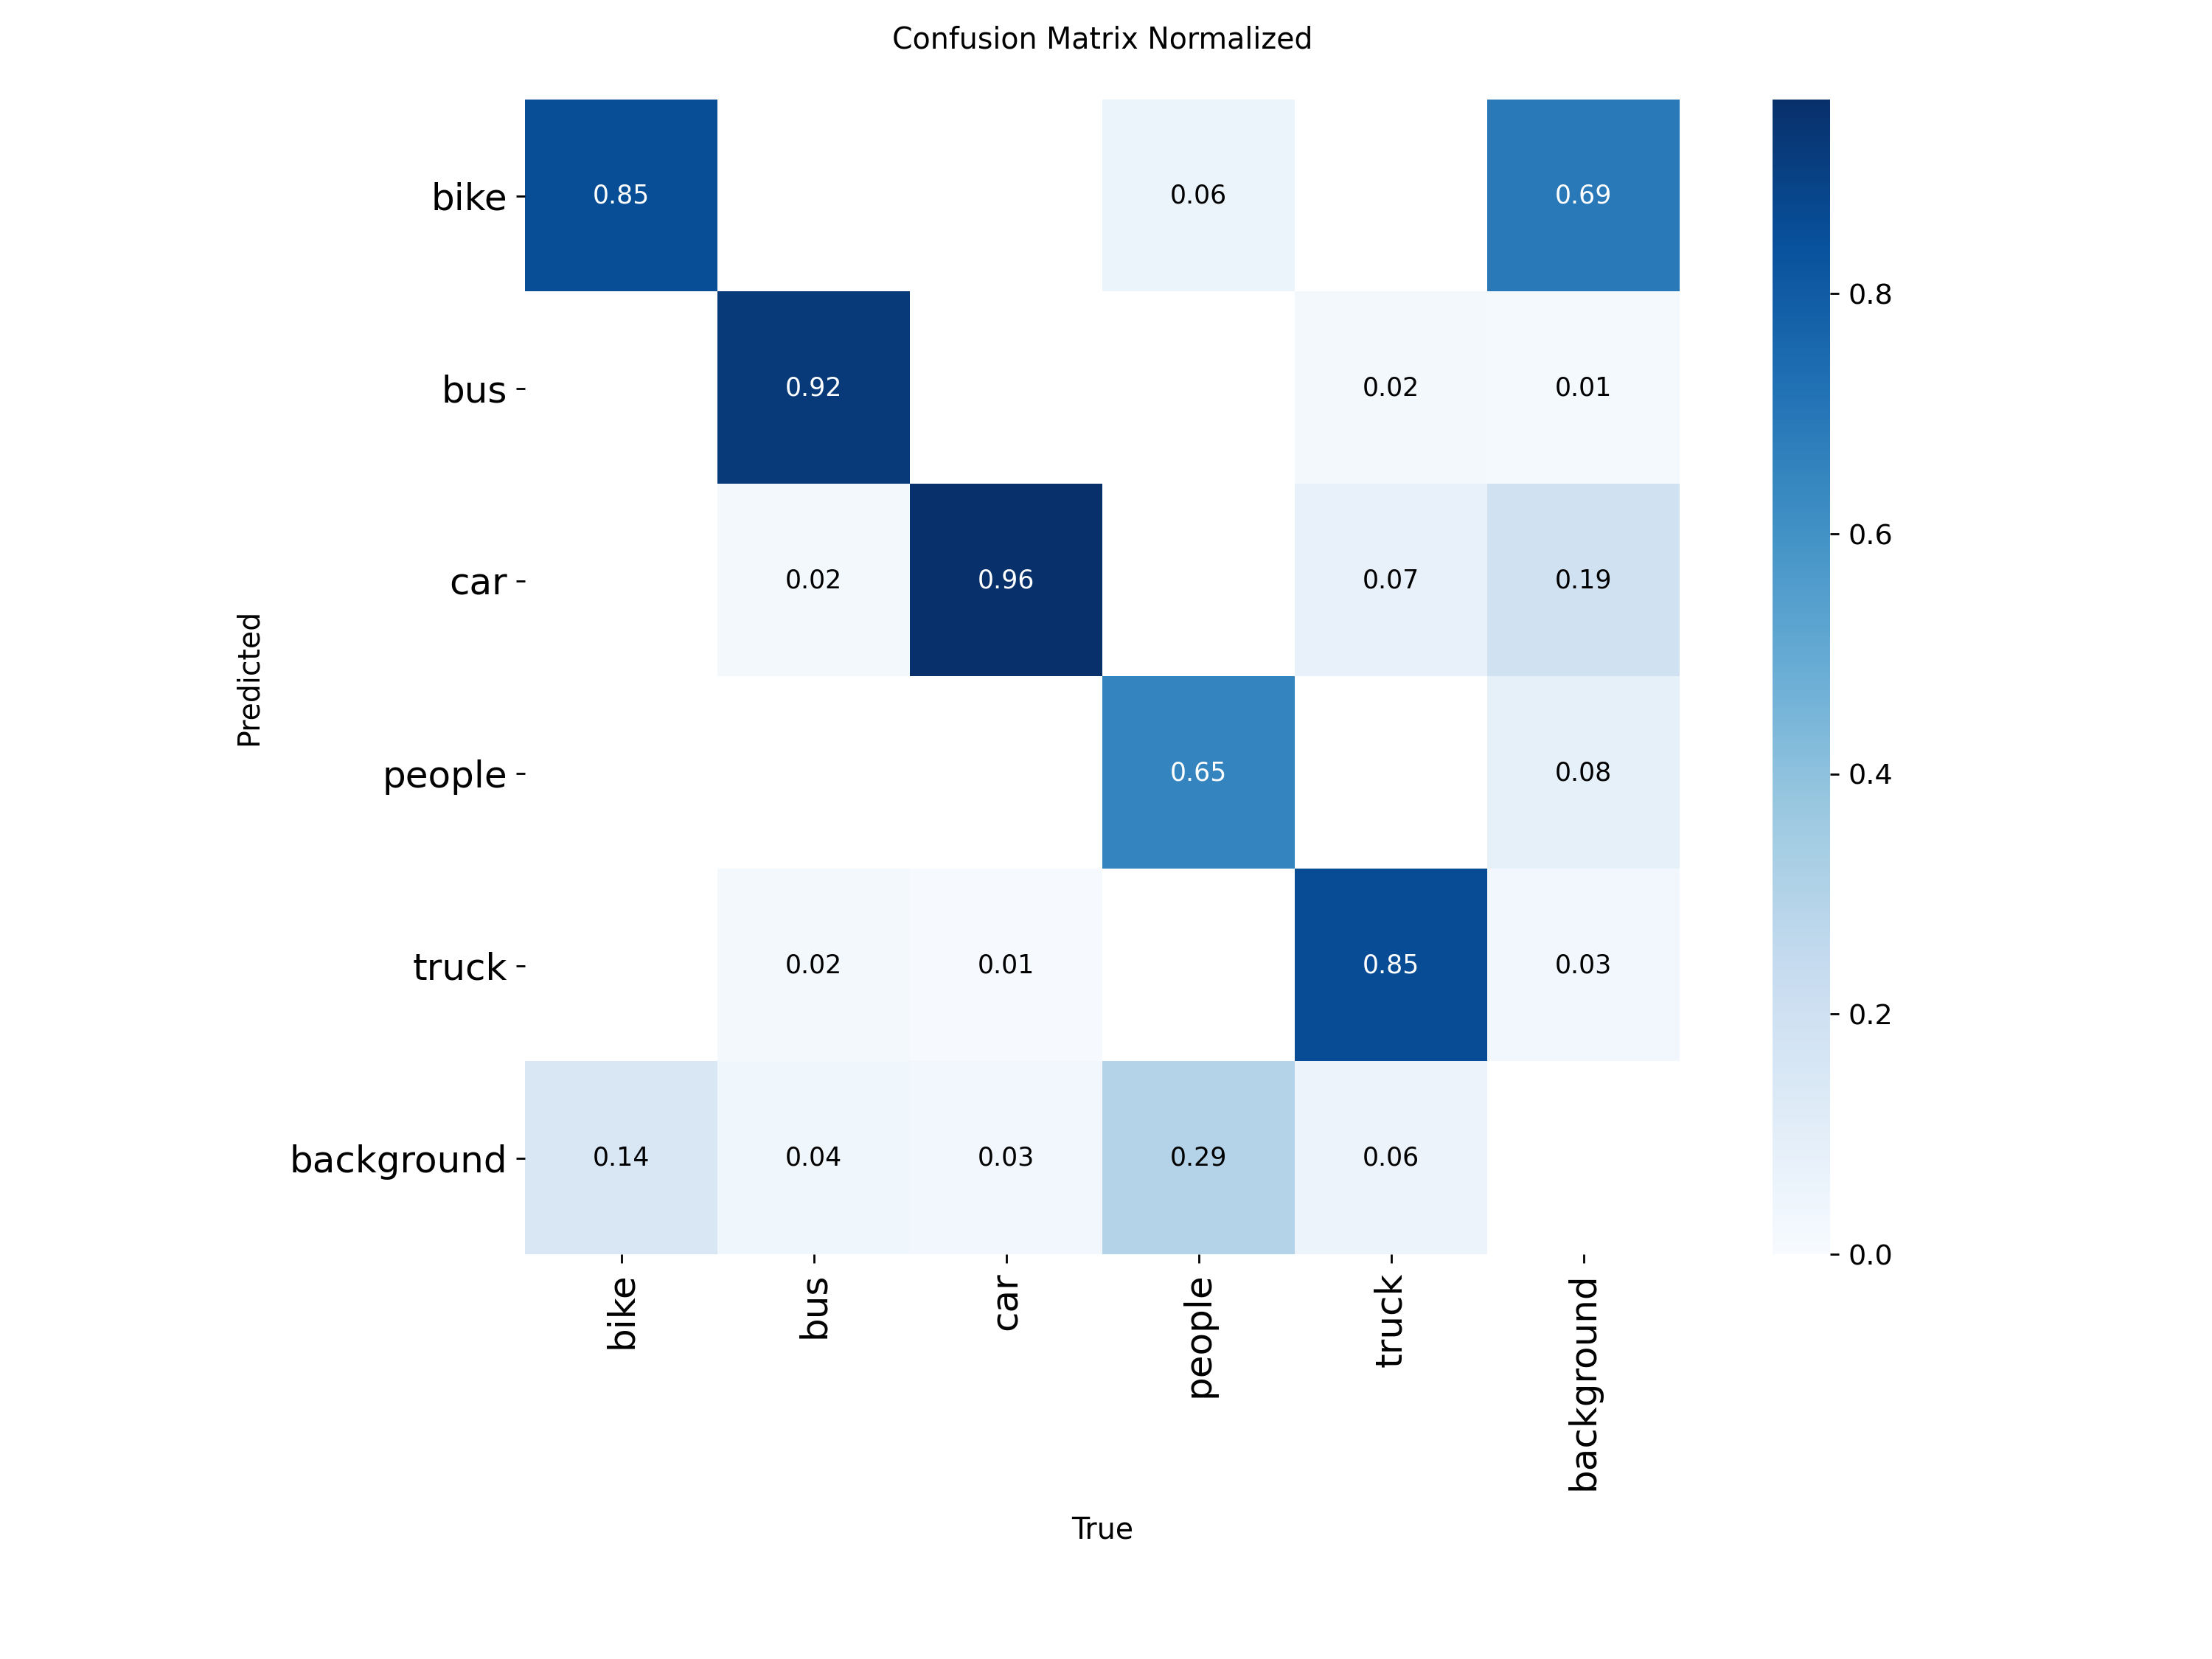 Confusion Matrix Normalized
bike 0.85 0.06 0.69
bus 0.92 0.02 0.01
car 0.02 0.96 0.07 0.19
people 0.65 0.08
truck 0.02 0.01 0.85 0.03
background 0.14 0.04 0.03 0.29 0.06
bike bus car people truck background
Predicted
True
0.8
0.6
0.4
0.2
0.0